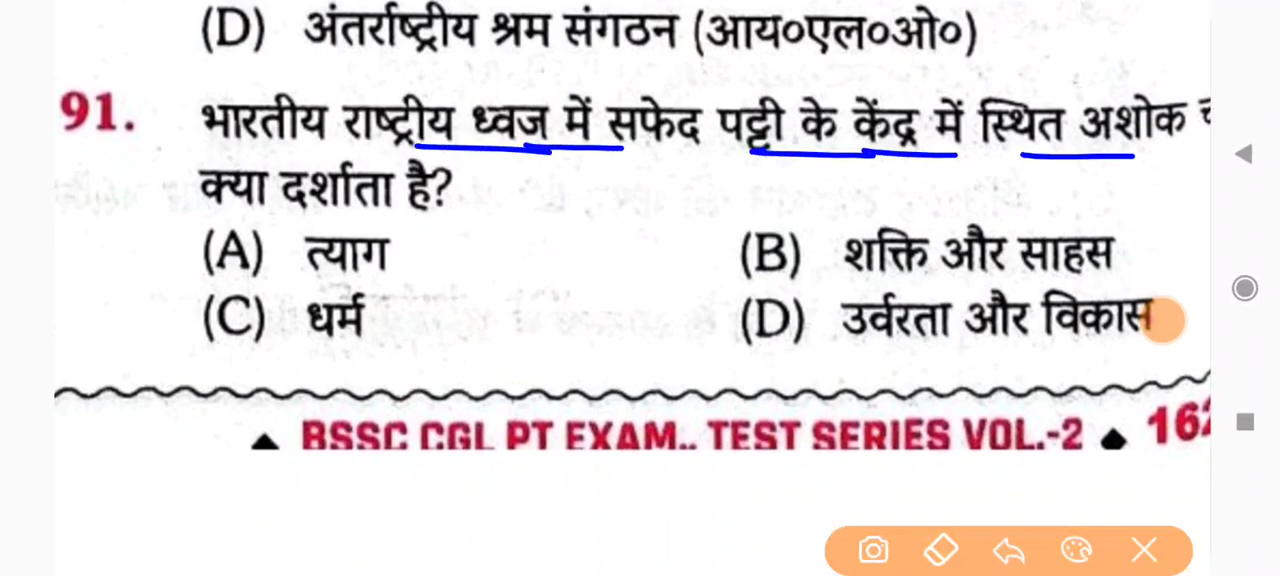 (D) अंतर्राष्ट्रीय श्रम संगठन (आय०एल०ओ०)
91. भारतीय राष्ट्रीय ध्वज में सफेद पट्टी के केंद्र में स्थित अशोक
क्या दर्शाता है?
(A) त्याग (B) शक्ति और साहस
(C) धर्म (D) उर्वरता और विकास
BSSC CGL PT EXAM.. TEST SERIES VOL.-2